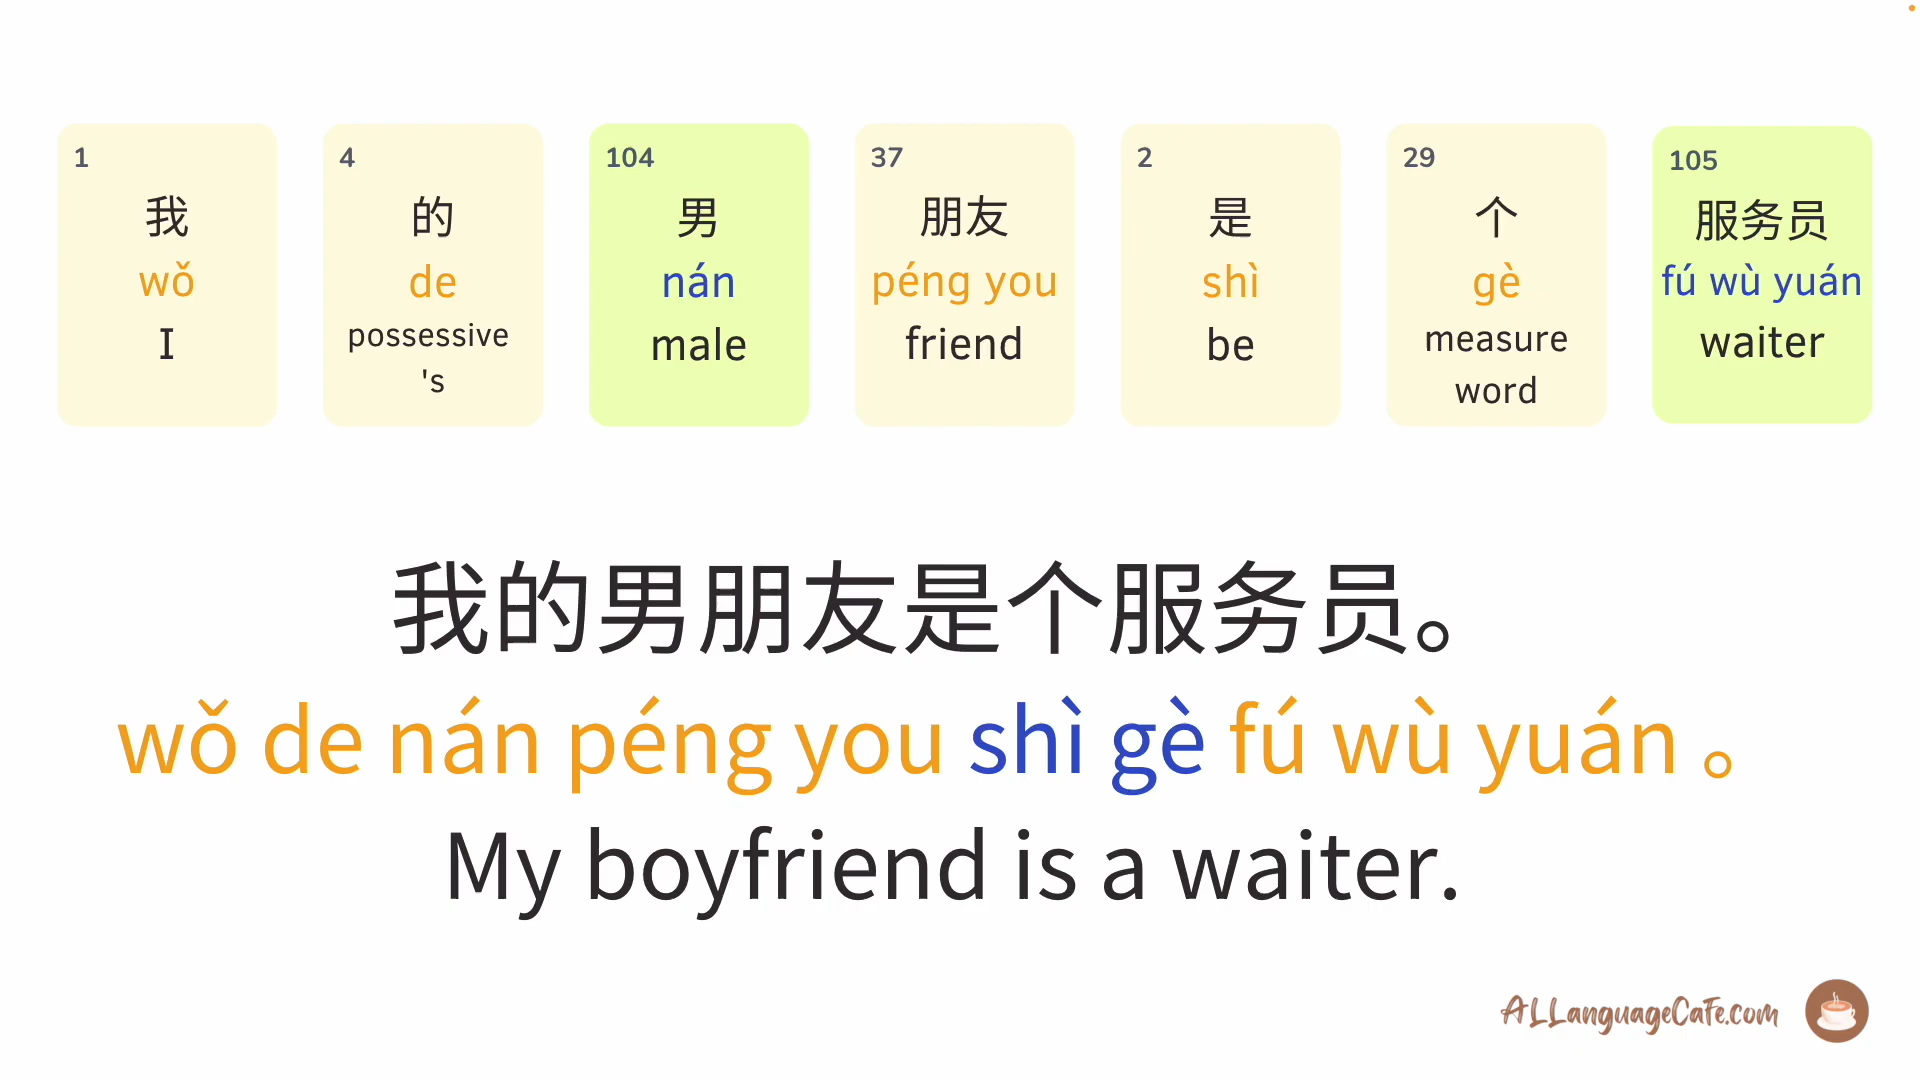 1
我
wǒ
I
4
的
de
possessive
's
104
男
nán
male
37
朋友
péng you
friend
2
是
shì
be
29
个
gè
measure
word
105
服务员
fú wù yuán
waiter
我的男朋友是个服务员。
wǒ de nán péng you shì gè fú wù yuán 。
My boyfriend is a waiter.
ALLanguageCafe.com